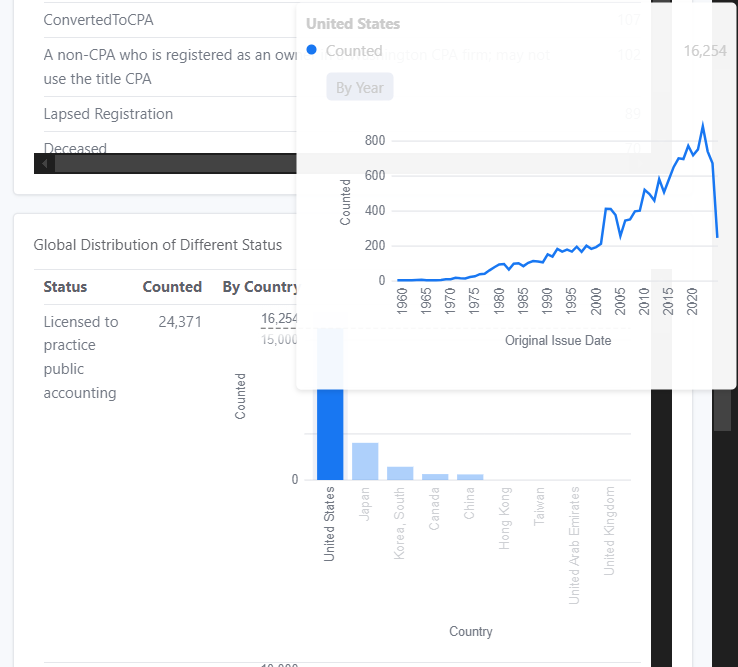 ConvertedToCPA
107
United States
A non-CPA who is registered as an own
ington CPA firm, may not
102
use the title CPA
Counted
16,254
By Year
Lapsed Registration
89
Deceased
70
800
600
400
200
0
Counted
1960
1965
1970
1975
1980
1985
1990
1995
2000
2005
2010
2015
2020
Original Issue Date
Global Distribution of Different Status
Status Counted By Country
Licensed to
practice
public
accounting
24,371
16,254
15,000
0
Counted
United States
Japan
Korea, South
Canada
China
Hong Kong
Taiwan
United Arab Emirates
United Kingdom
Country
10,000